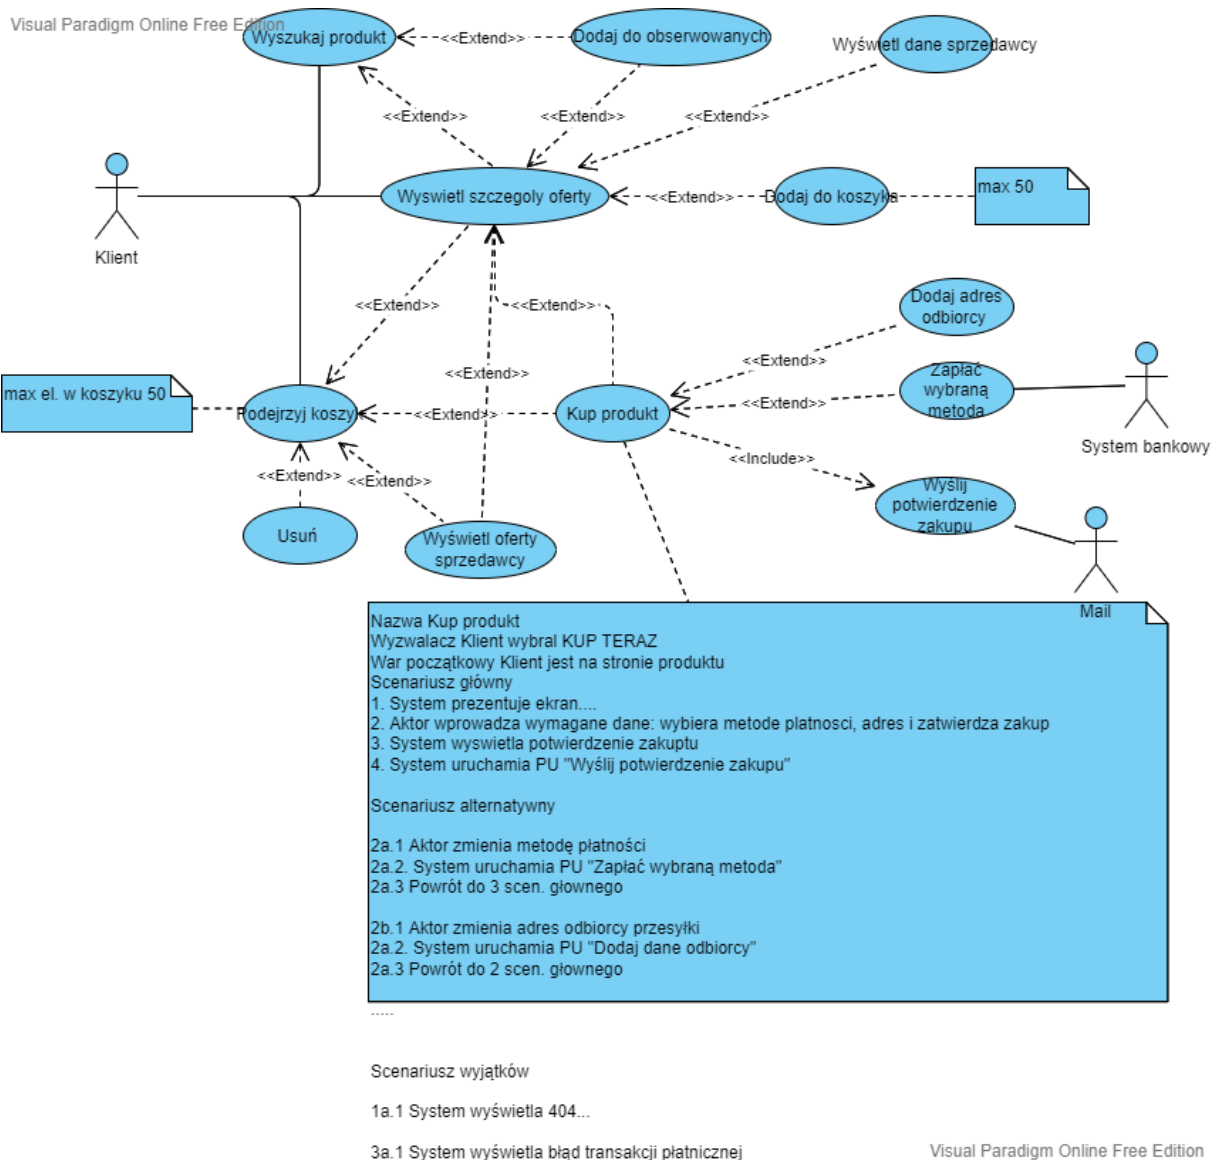 Visual Paradigm Online Free Edition
Wyszukaj produkt
<<Extend>>
Dodaj do obserwowanych
Wyświetl dane sprzedawcy
<<Extend>>
<<Extend>>
<<Extend>>
Wyswietl szczegoly oferty
<<Extend>>
Dodaj do koszyka
max 50
Klient
<<Extend>>
<<Extend>>
Dodaj adres
odbiorcy
<<Extend>>
<<Extend>>
Zapłać
wybraną
metoda
max el. w koszyku 50
Podejrzyj koszyk
<<Extend>>
Kup produkt
<<Extend>>
System bankowy
<<Include>>
<<Extend>>
<<Extend>>
Wyślij
potwierdzenie
zakupu
Usuń
Wyświetl oferty
sprzedawcy
Mail
Nazwa Kup produkt
Wyzwalacz Klient wybral KUP TERAZ
War początkowy Klient jest na stronie produktu
Scenariusz główny
1. System prezentuje ekran....
2. Aktor wprowadza wymagane dane: wybiera metode platnosci, adres i zatwierdza zakup
3. System wyswietla potwierdzenie zakuptu
4. System uruchamia PU "Wyślij potwierdzenie zakupu"
Scenariusz alternatywny
2a.1 Aktor zmienia metodę płatności
2a.2. System uruchamia PU "Zapłać wybraną metoda"
2a.3 Powrót do 3 scen. głownego
2b.1 Aktor zmienia adres odbiorcy przesyłki
2a.2. System uruchamia PU "Dodaj dane odbiorcy"
2a.3 Powrót do 2 scen. głownego
.....
Scenariusz wyjątków
1a.1 System wyświetla 404...
3a.1 System wyświetla błąd transakcji płatnicznej
Visual Paradigm Online Free Edition